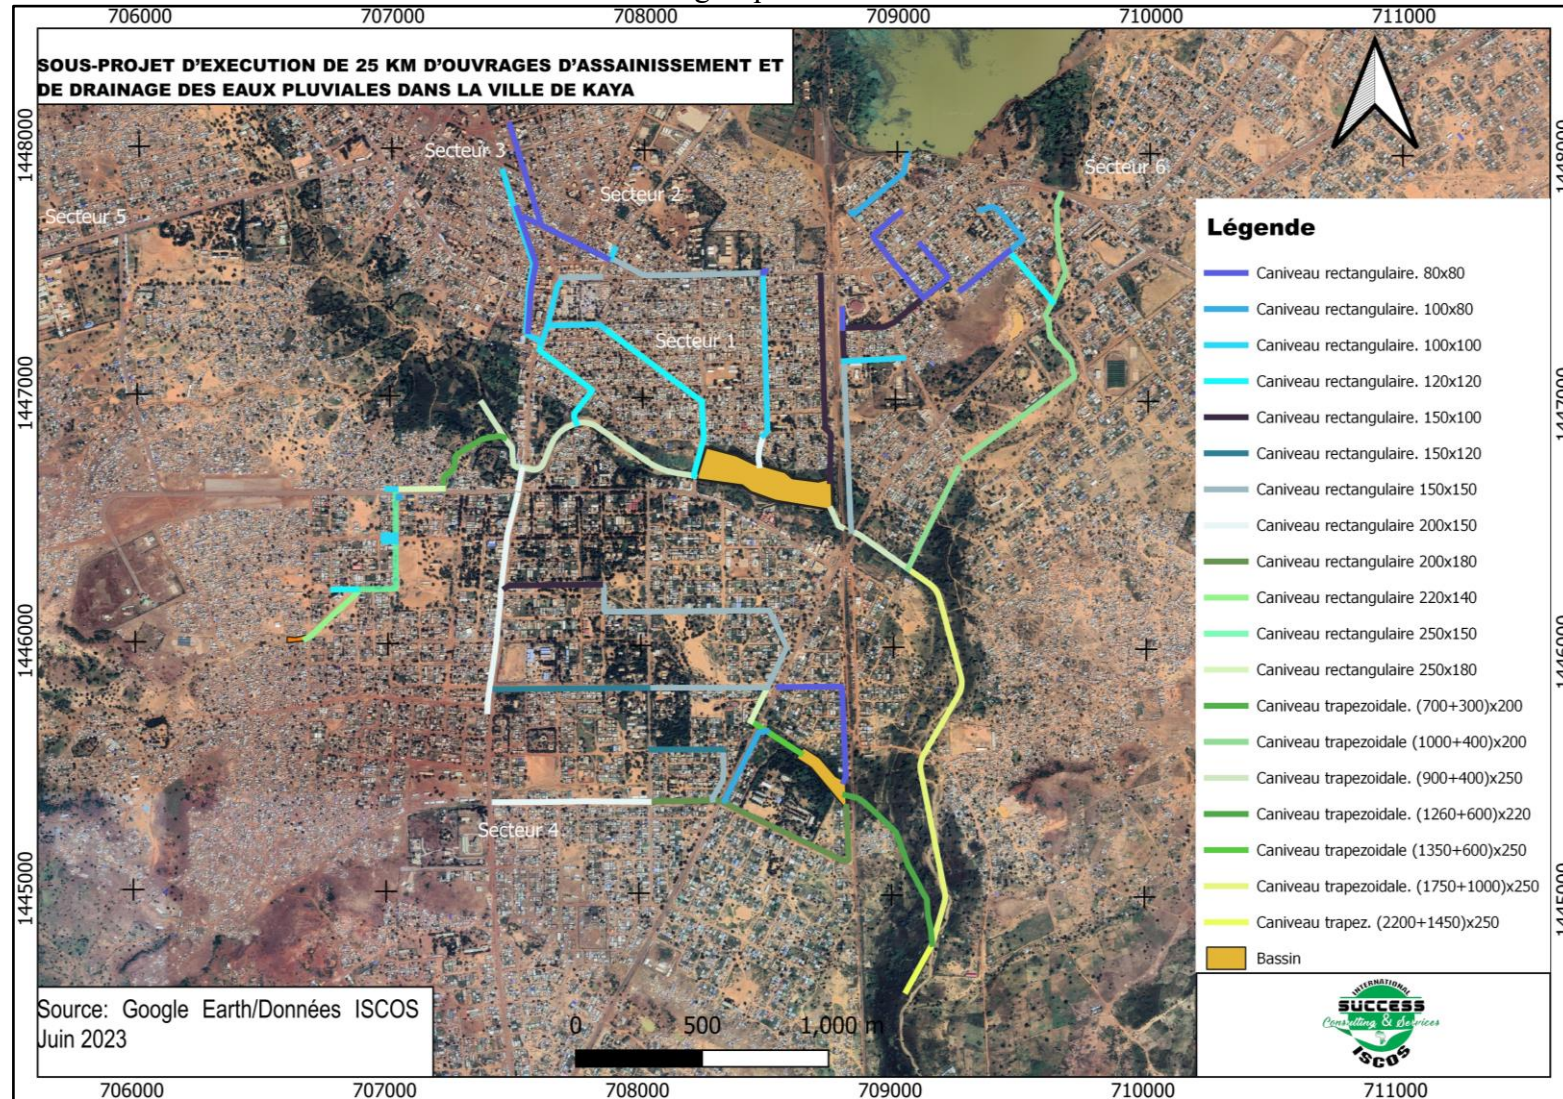 706000 707000 708000 709000 710000 711000
SOUS-PROJET D'EXECUTION DE 25 KM D'OUVRAGES D'ASSAINISSEMENT ET
DE DRAINAGE DES EAUX PLUVIALES DANS LA VILLE DE KAYA
1448000
1447000
1446000
1445000
Secteur 3
Secteur 2
Secteur 6
Secteur 5
Secteur 1
Secteur 4
Légende
Caniveau rectangulaire. 80x80
Caniveau rectangulaire. 100x80
Caniveau rectangulaire. 100x100
Caniveau rectangulaire. 120x120
Caniveau rectangulaire. 150x100
Caniveau rectangulaire. 150x120
Caniveau rectangulaire 150x150
Caniveau rectangulaire 200x150
Caniveau rectangulaire 200x180
Caniveau rectangulaire 220x140
Caniveau rectangulaire 250x150
Caniveau rectangulaire 250x180
Caniveau trapezoidale. (700+300)x200
Caniveau trapezoidale (1000+400)x200
Caniveau trapezoidale. (900+400)x250
Caniveau trapezoidale. (1260+600)x220
Caniveau trapezoidale (1350+600)x250
Caniveau trapezoidale. (1750+1000)x250
Caniveau trapez. (2200+1450)x250
Bassin
1448000
1447000
1446000
1445000
Source: Google Earth/Données ISCOS
Juin 2023
0 500 1,000 m
INTERNATIONAL
SUCCESS
Consulting & Services
ISCOS
706000 707000 708000 709000 710000 711000